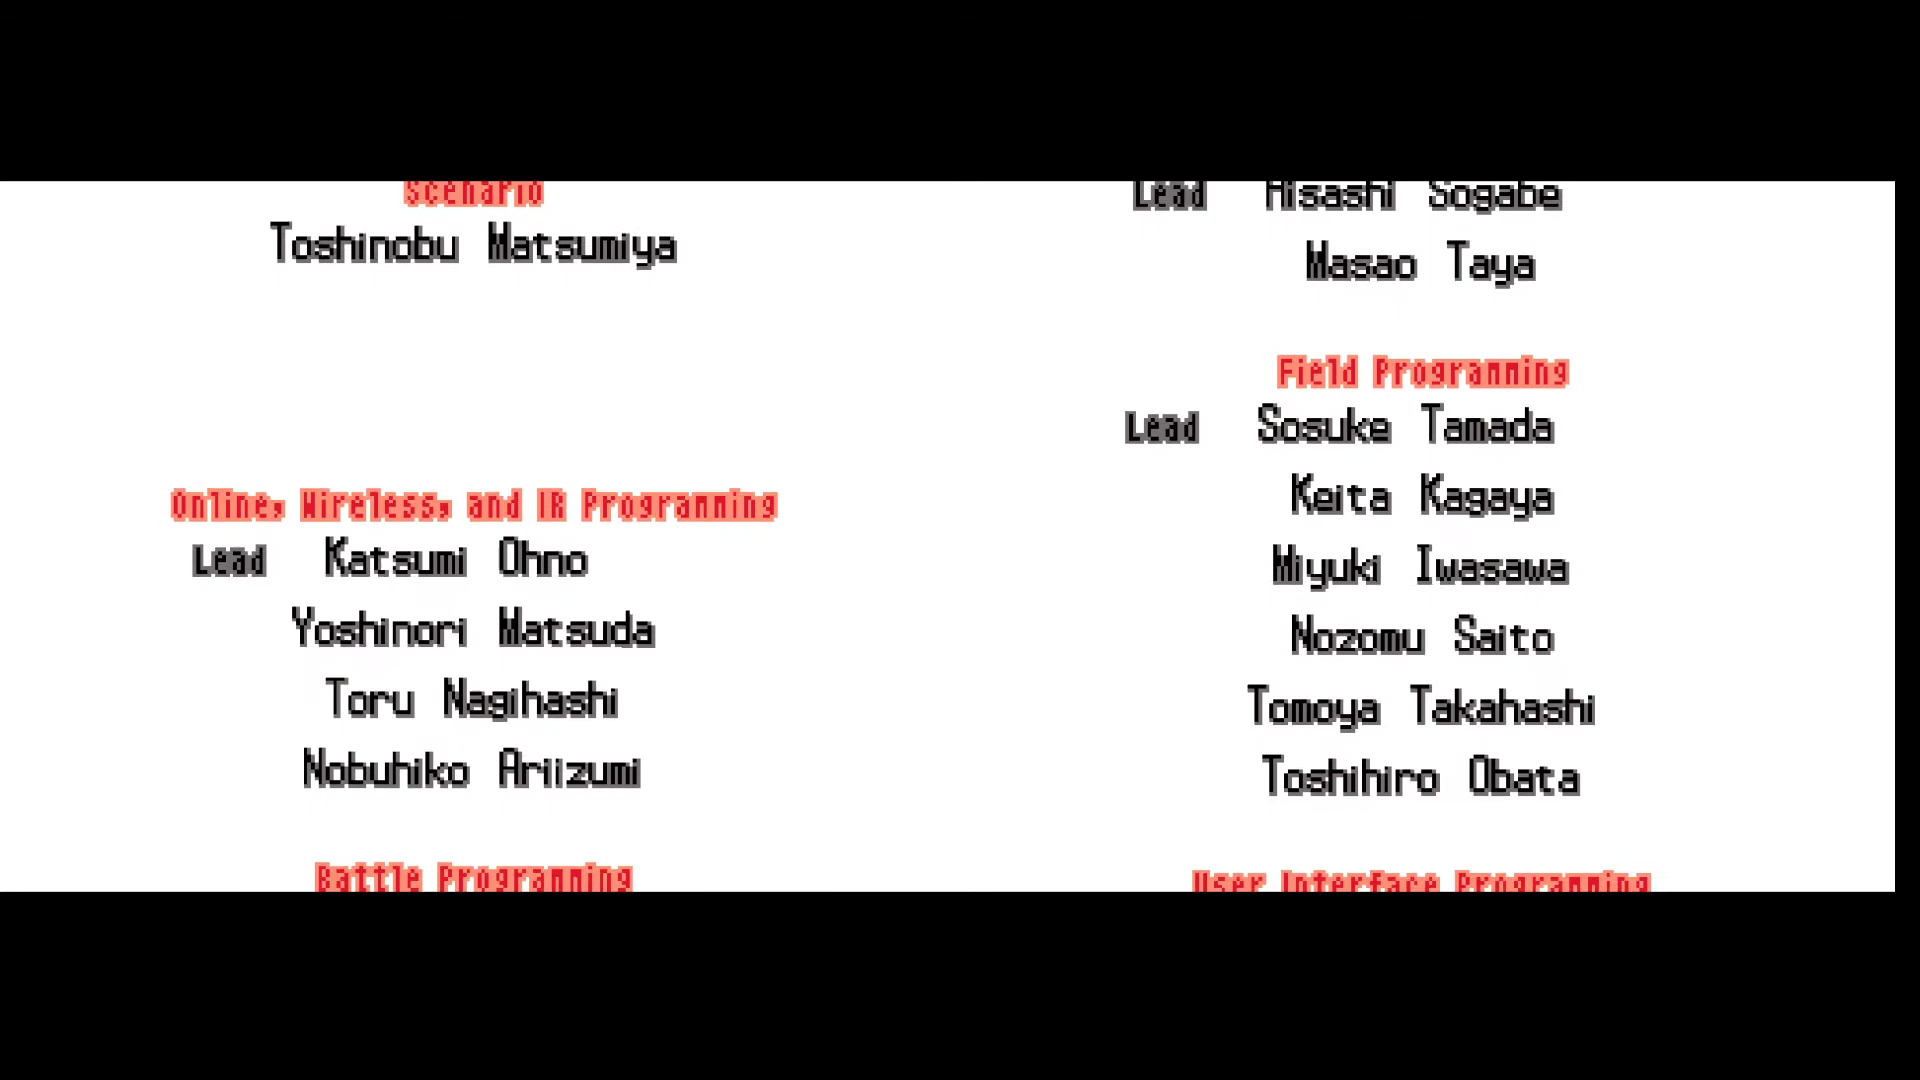 Scenario
Toshinobu Matsumiya
Online, Wireless, and IR Programming
Lead Katsumi Ohno
Yoshinori Matsuda
Toru Nagihashi
Nobuhiko Ariizumi
Battle Programming
Lead Hisashi Sogabe
Masao Taya
Field Programming
Lead Sosuke Tamada
Keita Kagaya
Miyuki Iwasawa
Nozomu Saito
Tomoya Takahashi
Toshihiro Obata
User Interface Programming